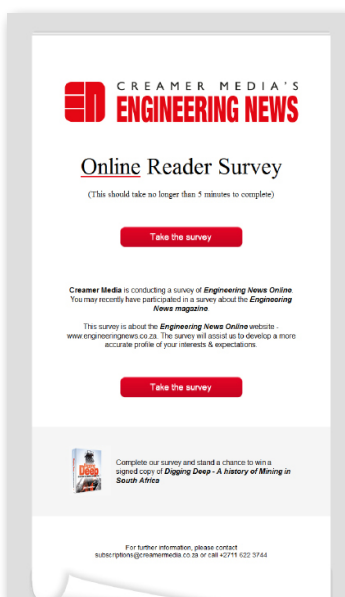 CREAMER MEDIA'S
ENGINEERING NEWS
Online Reader Survey
(This should take no longer than 5 minutes to complete)
Take the survey
Creamer Media is conducting a survey of Engineering News Online.
You may recently have participated in a survey about the Engineering
News magazine.
This survey is about the Engineering News Online website -
www.engineeringnews.co.za. The survey will assist us to develop a more
accurate profile of your interests & expectations.
Take the survey
Deep
Complete our survey and stand a chance to win a
signed copy of Digging Deep - A history of Mining in
South Africa
For further information, please contact
subscriptions@creamermedia.co.za or call +2711 622 3744